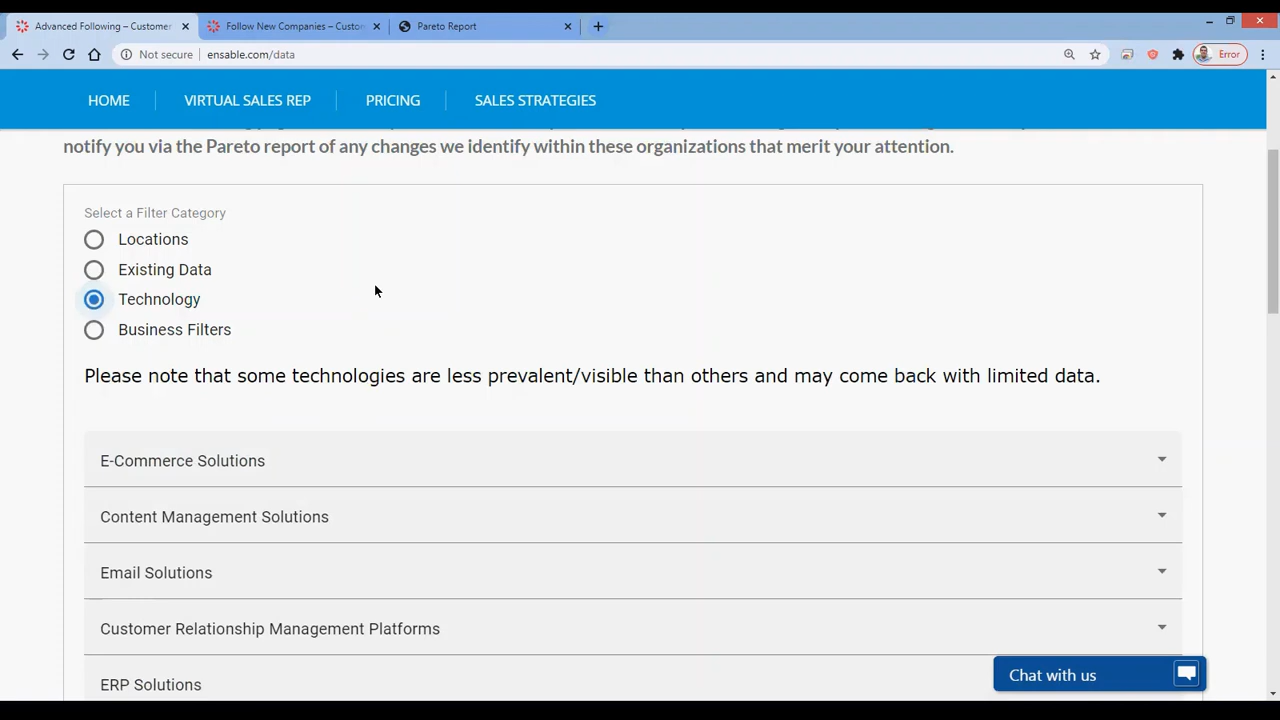 Advanced Following – Customer
Follow New Companies – Custom
Pareto Report
Not secure
ensable.com/data
Error
HOME
VIRTUAL SALES REP
PRICING
SALES STRATEGIES
notify you via the Pareto report of any changes we identify within these organizations that merit your attention.
Select a Filter Category
Locations
Existing Data
Technology
Business Filters
Please note that some technologies are less prevalent/visible than others and may come back with limited data.
E-Commerce Solutions
Content Management Solutions
Email Solutions
Customer Relationship Management Platforms
ERP Solutions
Chat with us